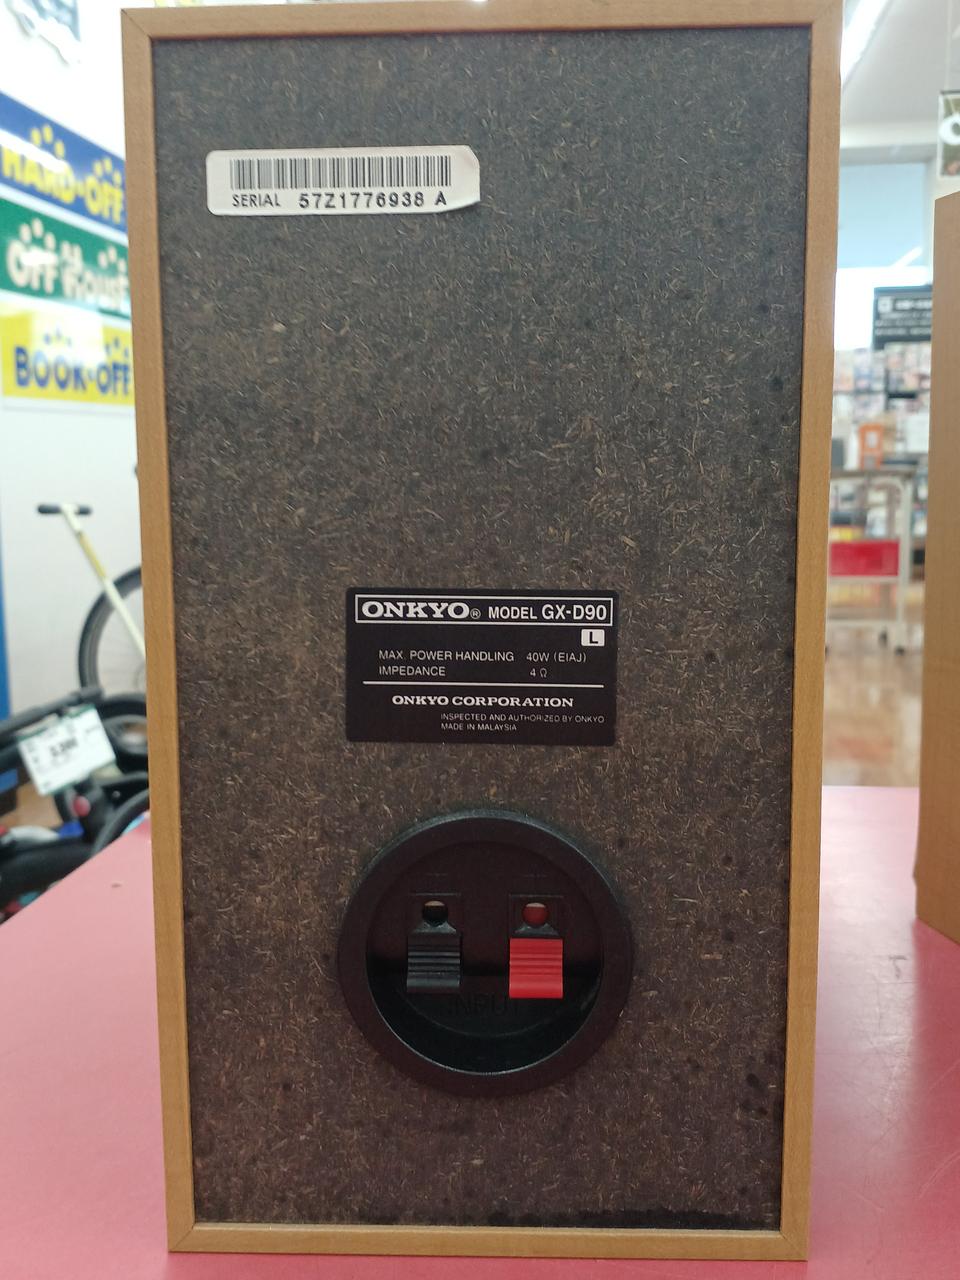 HARD-OFF
OFF HOUSE
BOOK-OFF
SERIAL 57Z1776938 A
ONKYO® MODEL GX-D90
L
MAX. POWER HANDLING 40W (EIAJ)
IMPEDANCE 4 Ω
ONKYO CORPORATION
INSPECTED AND AUTHORIZED BY ONKYO
MADE IN MALAYSIA
INPUT